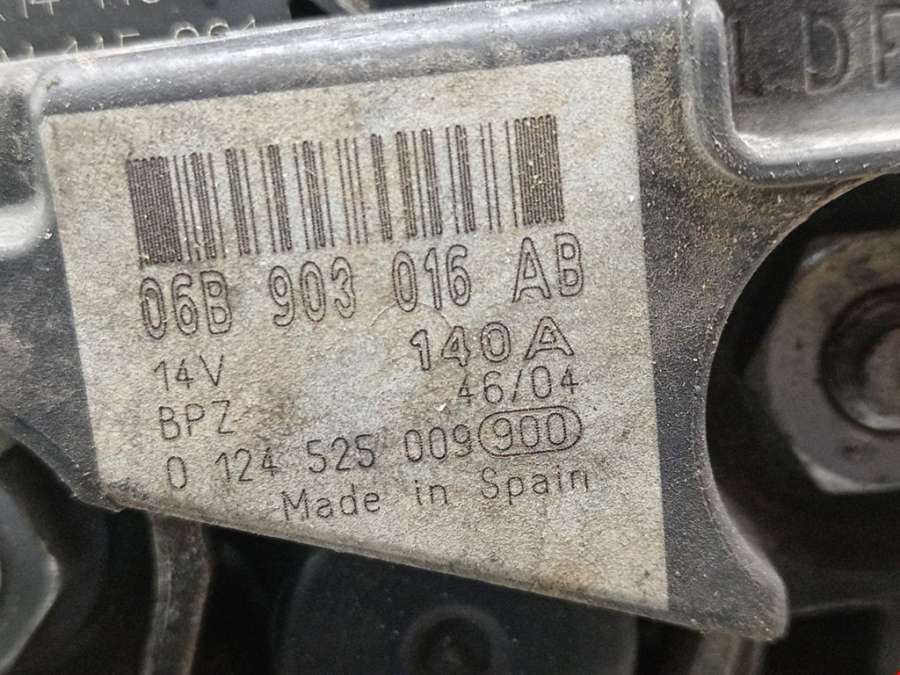 06B 903 016 AB
14V 140A
BPZ 46/04
0 124 525 009 900
Made in Spain